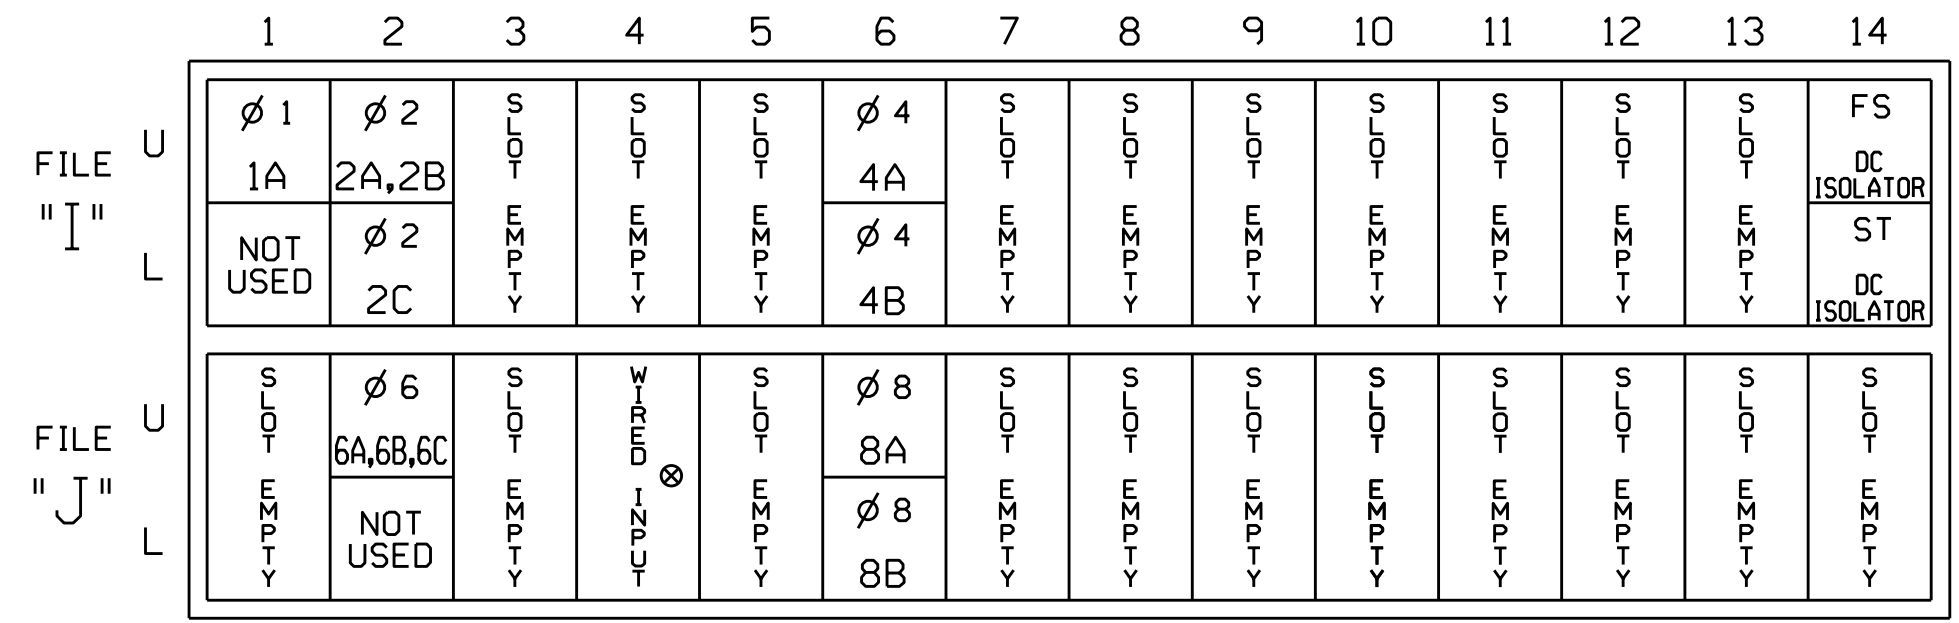 1 2 3 4 5 6 7 8 9 10 11 12 13 14
FILE "I"
U
L
Ø 1
1A
NOT USED
Ø 2
2A,2B
Ø 2
2C
SLOT EMPTY
SLOT EMPTY
SLOT EMPTY
Ø 4
4A
Ø 4
4B
SLOT EMPTY
SLOT EMPTY
SLOT EMPTY
SLOT EMPTY
SLOT EMPTY
SLOT EMPTY
SLOT EMPTY
FS
DC
ISOLATOR
ST
DC
ISOLATOR
FILE "J"
U
L
SLOT EMPTY
Ø 6
6A,6B,6C
NOT USED
SLOT EMPTY
WIRED INPUT ⊗
SLOT EMPTY
Ø 8
8A
Ø 8
8B
SLOT EMPTY
SLOT EMPTY
SLOT EMPTY
SLOT EMPTY
SLOT EMPTY
SLOT EMPTY
SLOT EMPTY
SLOT EMPTY